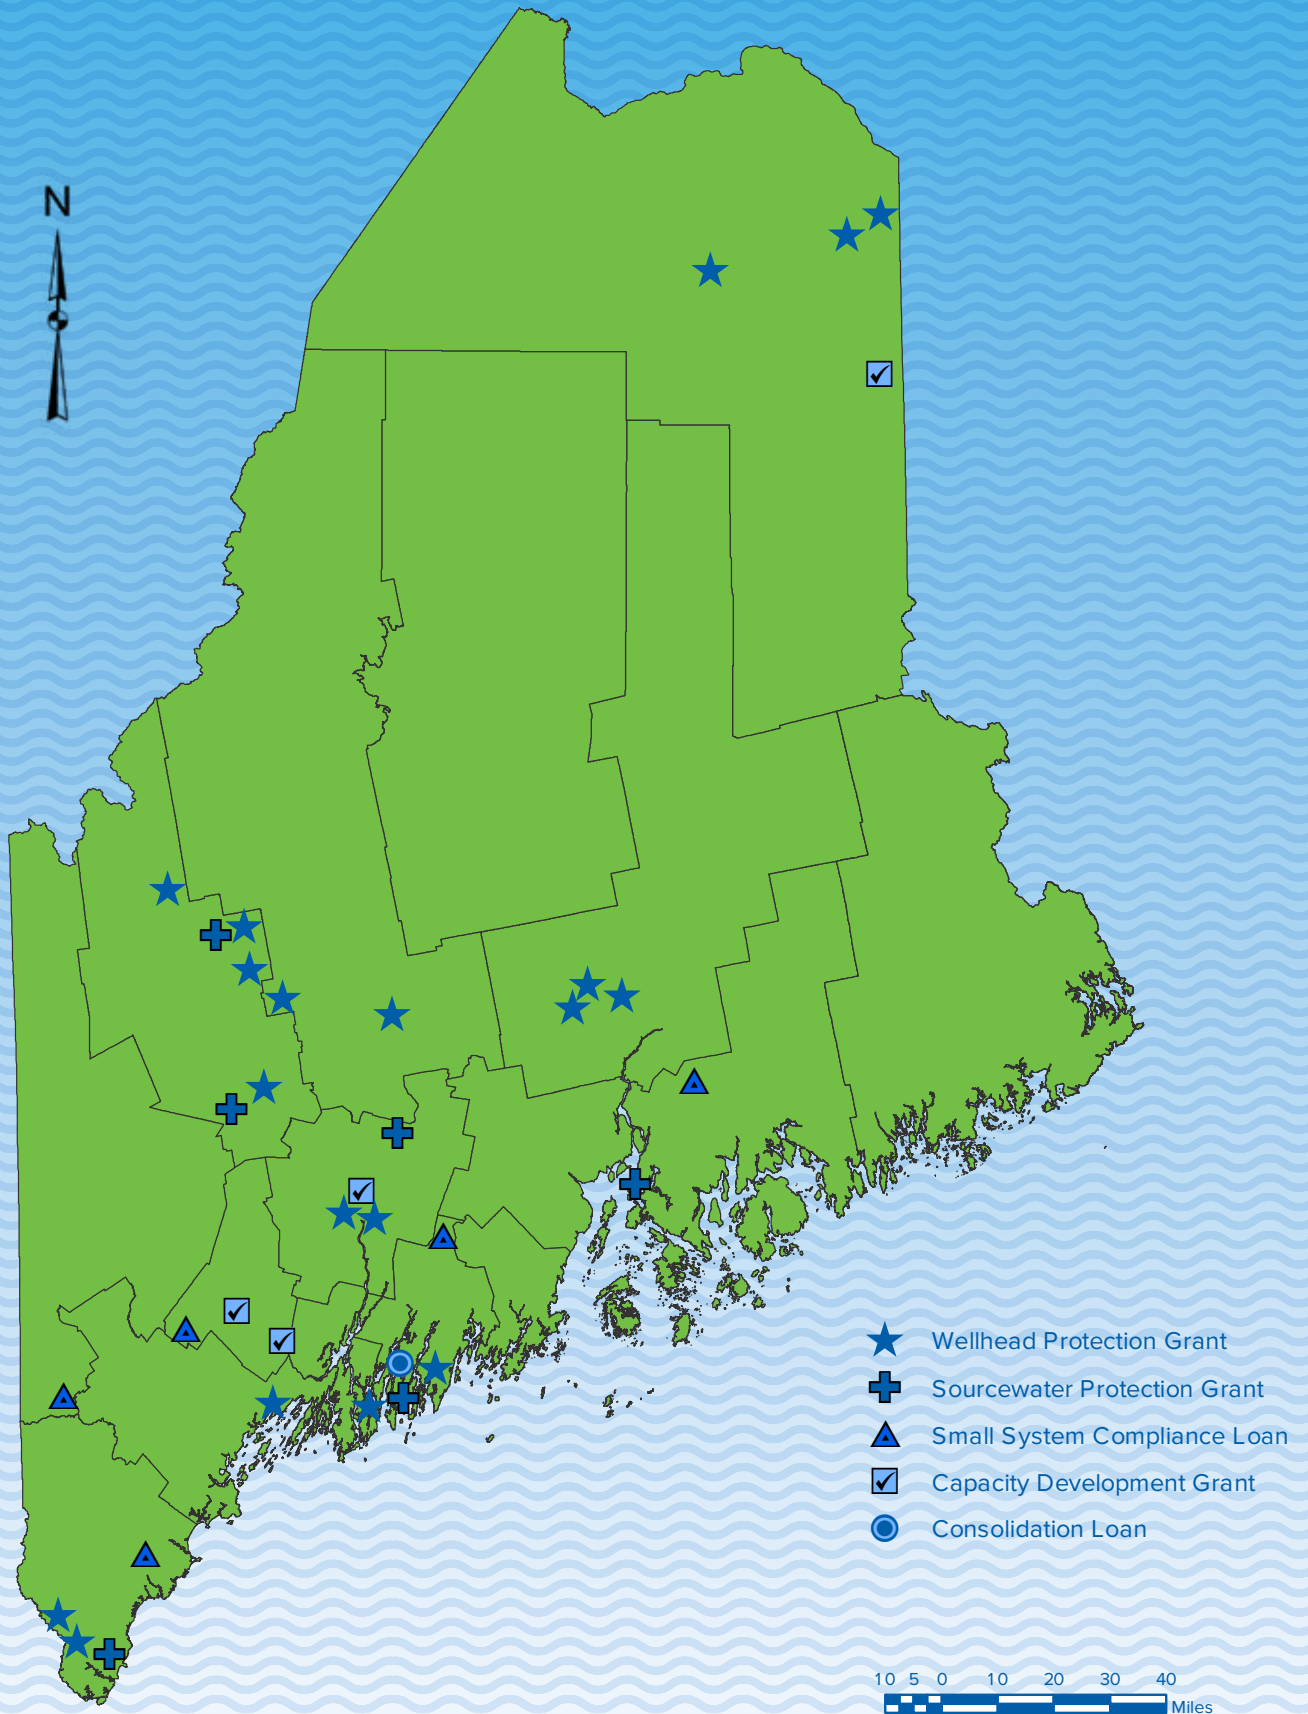 N
Wellhead Protection Grant
Sourcewater Protection Grant
Small System Compliance Loan
Capacity Development Grant
Consolidation Loan
10 5 0 10 20 30 40
Miles